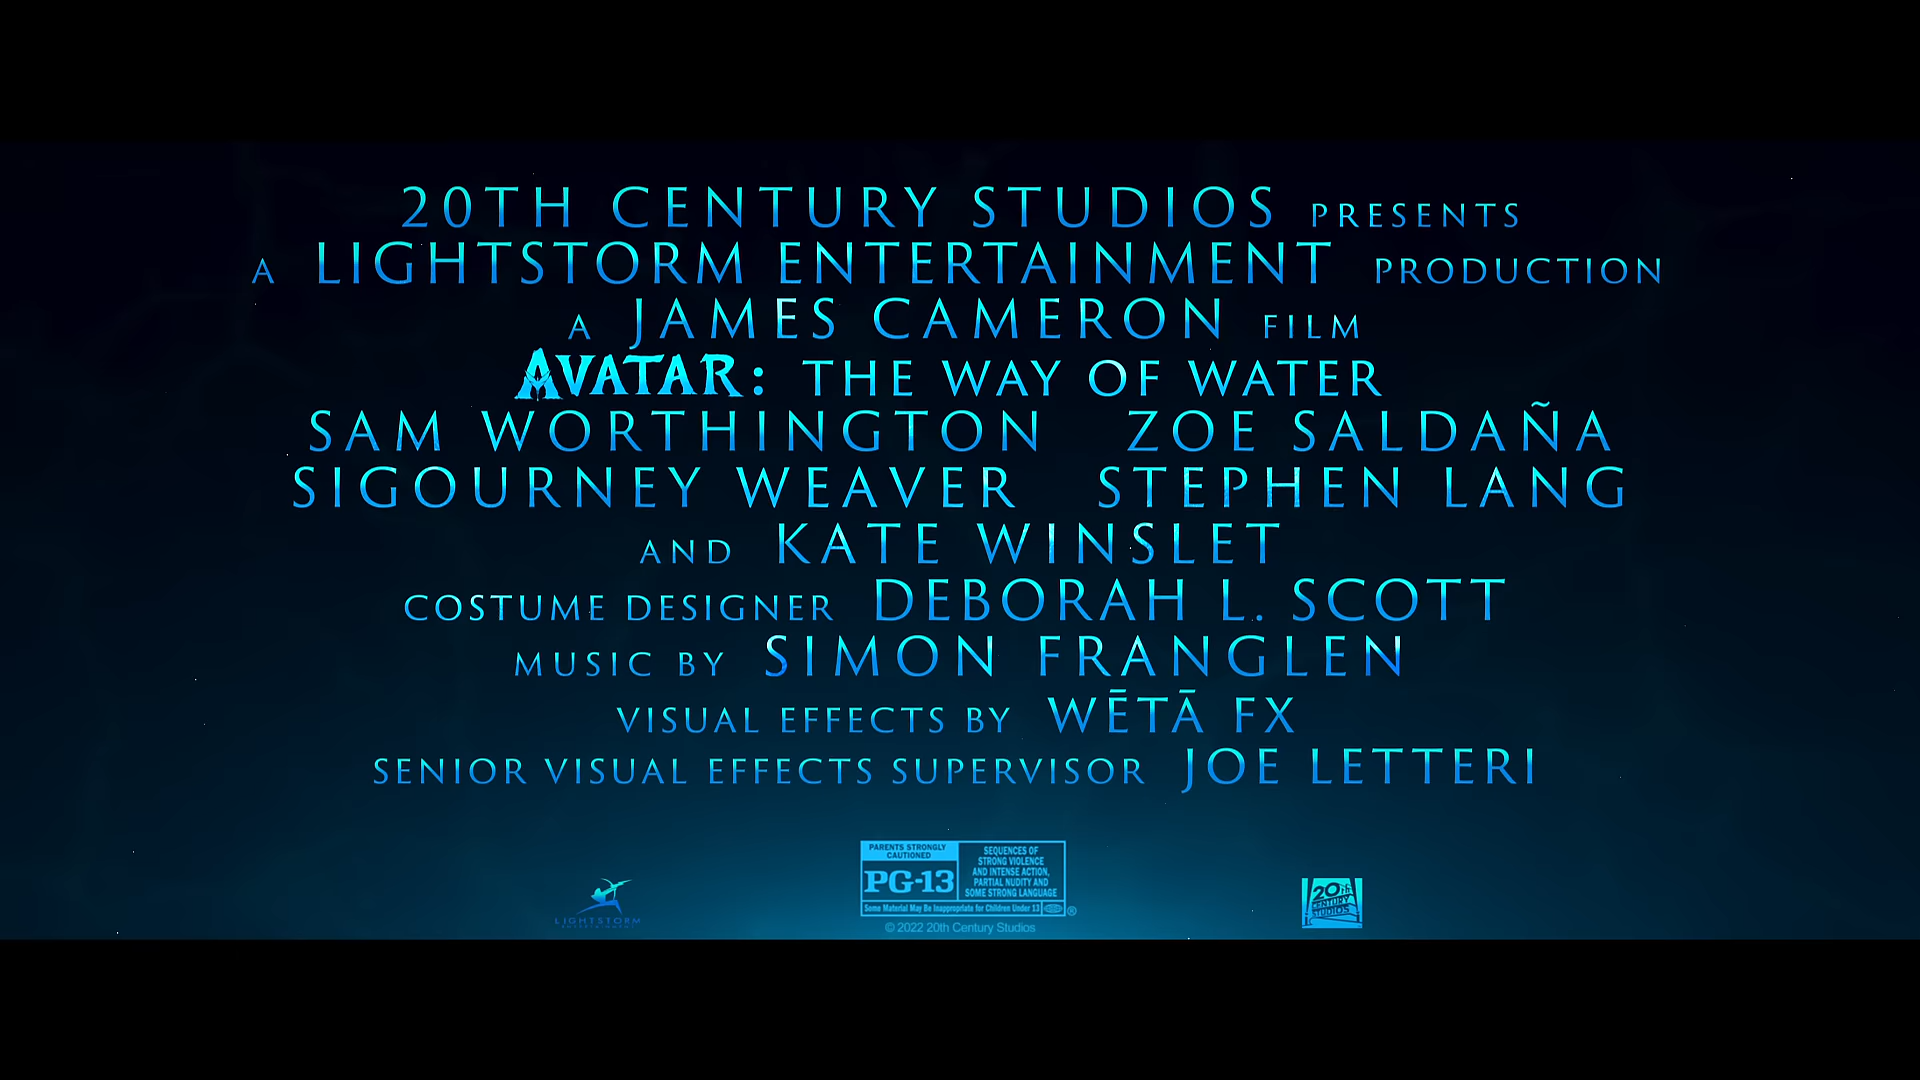 20TH CENTURY STUDIOS PRESENTS
A LIGHTSTORM ENTERTAINMENT PRODUCTION
A JAMES CAMERON FILM
AVATAR: THE WAY OF WATER
SAM WORTHINGTON ZOE SALDAÑA
SIGOURNEY WEAVER STEPHEN LANG
AND KATE WINSLET
COSTUME DESIGNER DEBORAH L. SCOTT
MUSIC BY SIMON FRANGLEN
VISUAL EFFECTS BY WĒTĀ FX
SENIOR VISUAL EFFECTS SUPERVISOR JOE LETTERI
PARENTS STRONGLY
CAUTIONED
PG-13
SEQUENCES OF
STRONG VIOLENCE
AND INTENSE ACTION,
PARTIAL NUDITY AND
SOME STRONG LANGUAGE
Some Material May Be Inappropriate for Children Under 13
®
© 2022 20th Century Studios
LIGHTSTORM
ENTERTAINMENT
20th
CENTURY
STUDIOS